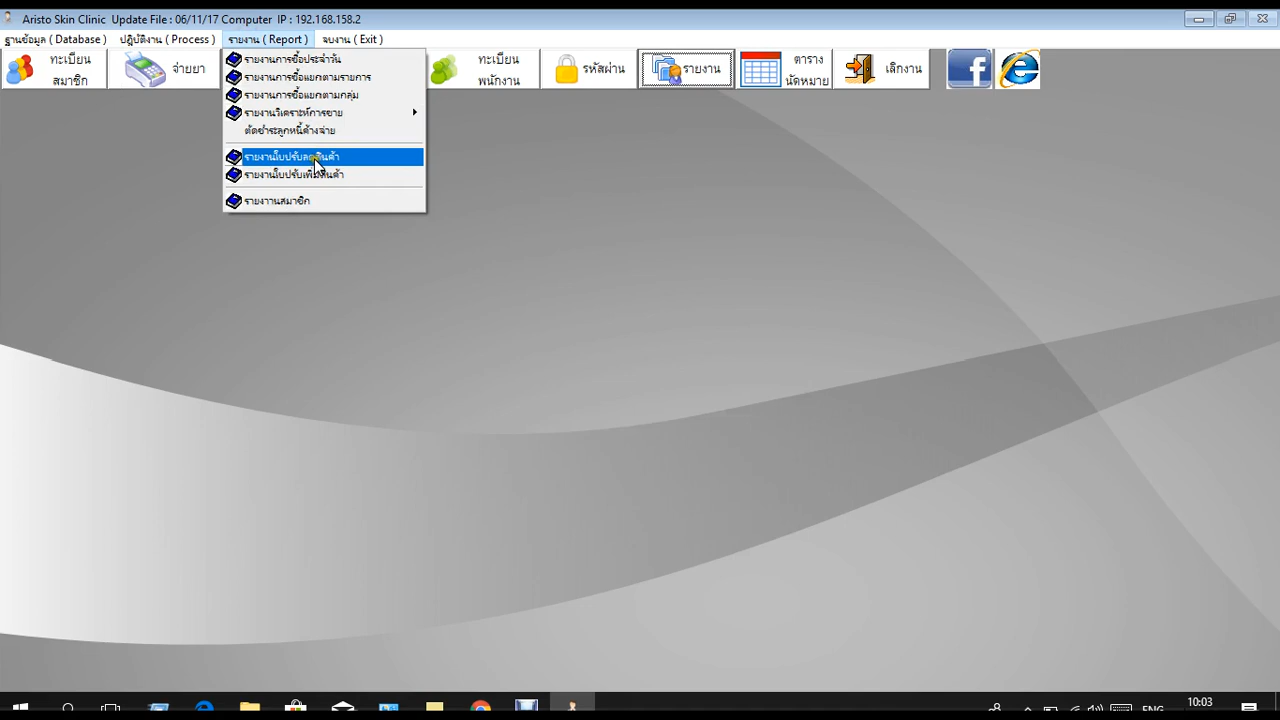 Aristo Skin Clinic Update File : 06/11/17 Computer IP : 192.168.158.2
ฐานข้อมูล ( Database ) ปฏิบัติงาน ( Process ) รายงาน ( Report ) จบงาน ( Exit )
ทะเบียน
สมาชิก
จ่ายยา
ทะเบียน
พนักงาน
รหัสผ่าน
รายงาน
ตาราง
นัดหมาย
เลิกงาน
รายงานการซื้อประจำวัน
รายงานการซื้อแยกตามรายการ
รายงานการซื้อแยกตามกลุ่ม
รายงานวิเคราะห์การขาย
ตัดชำระลูกหนี้ค้างจ่าย
รายงานใบปรับลดสินค้า
รายงานใบปรับเพิ่มสินค้า
รายงาานสมาชิก
ENG
10:03